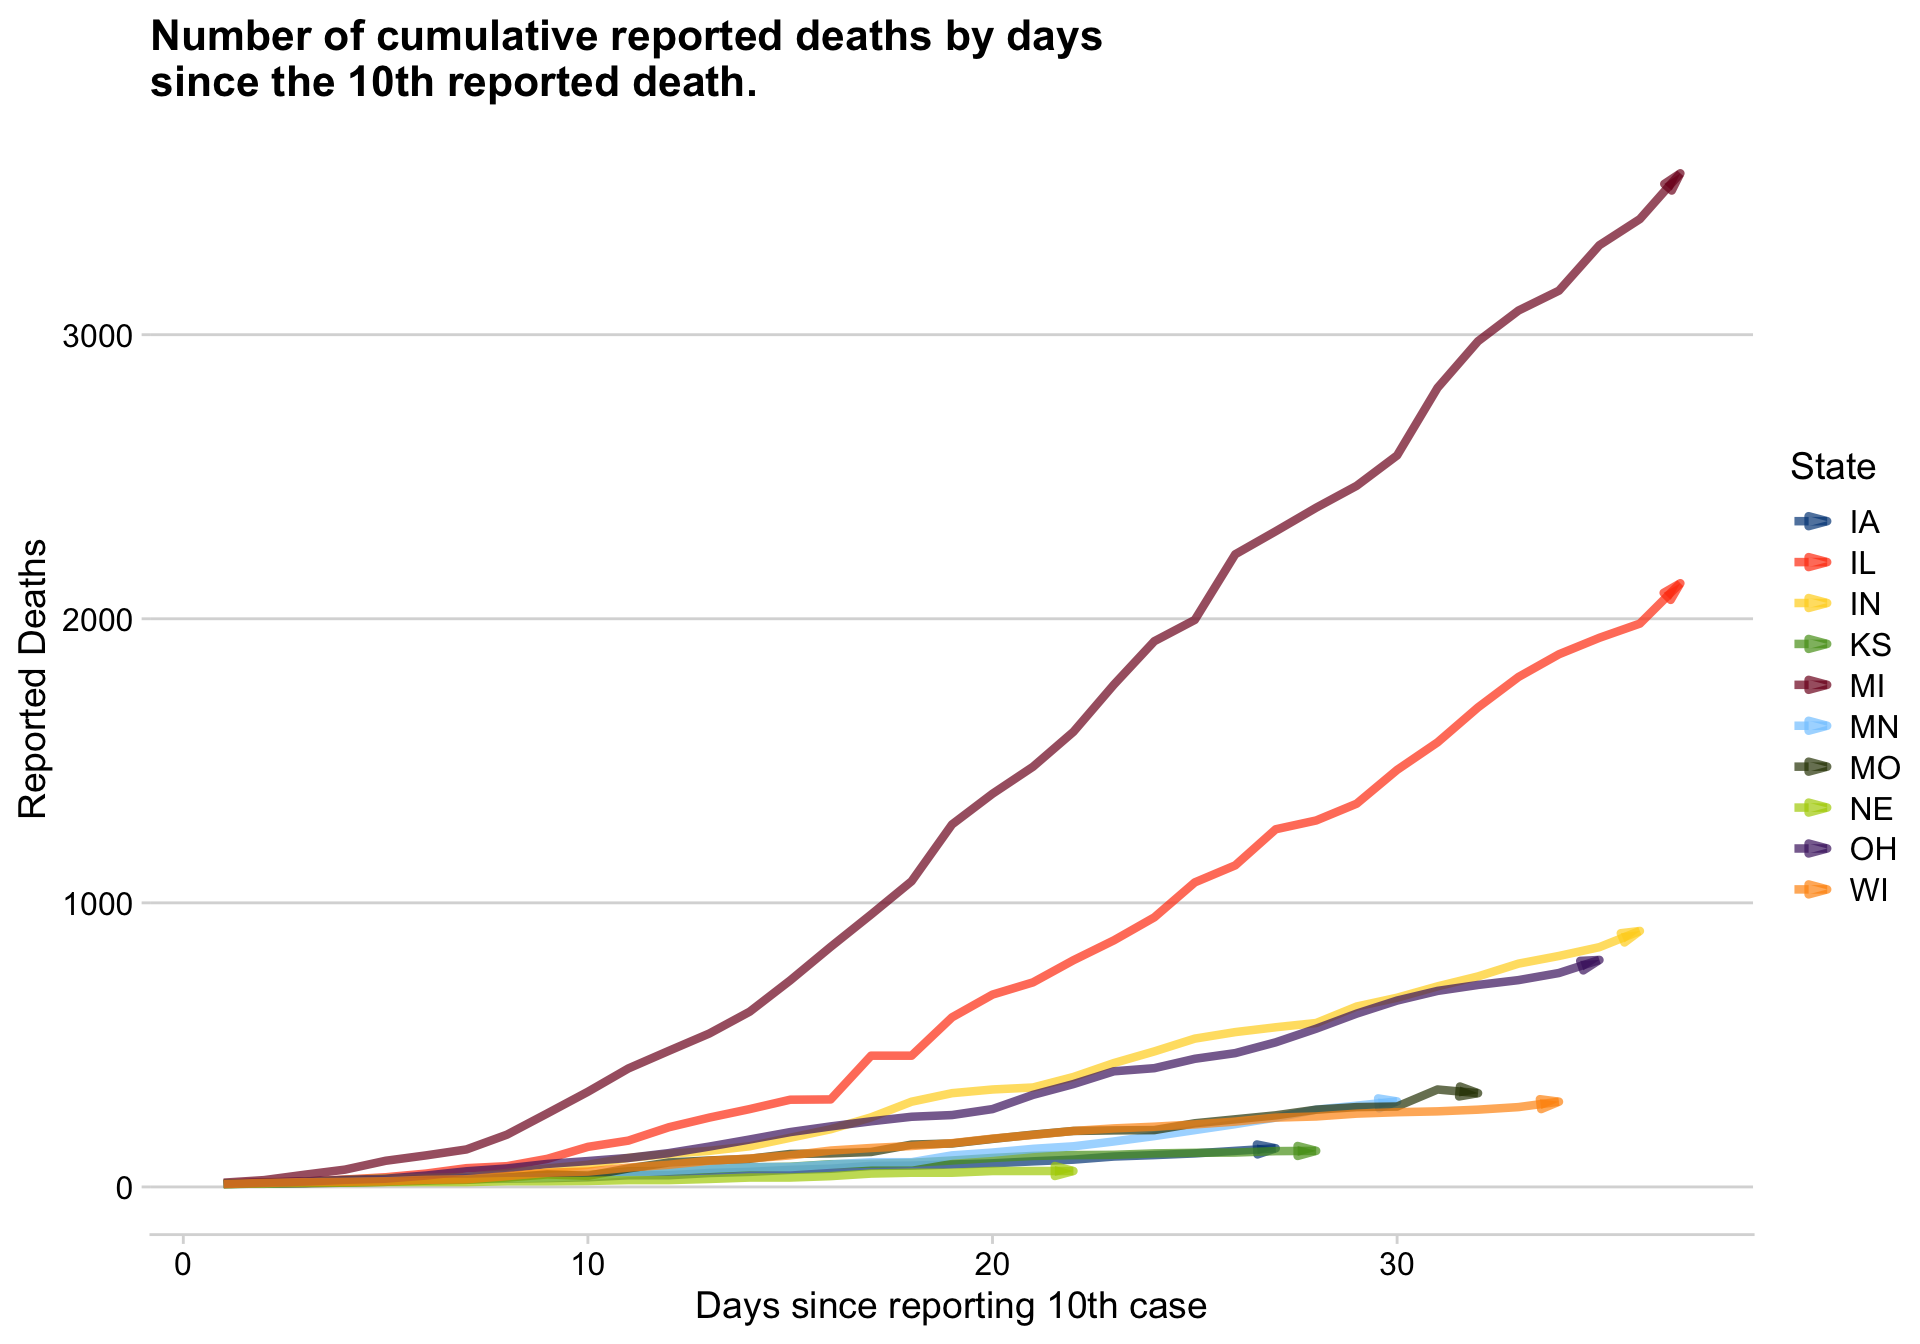 Number of cumulative reported deaths by days
since the 10th reported death.
Reported Deaths
3000
2000
1000
0
0
10
20
30
Days since reporting 10th case
State
IA
IL
IN
KS
MI
MN
MO
NE
OH
WI